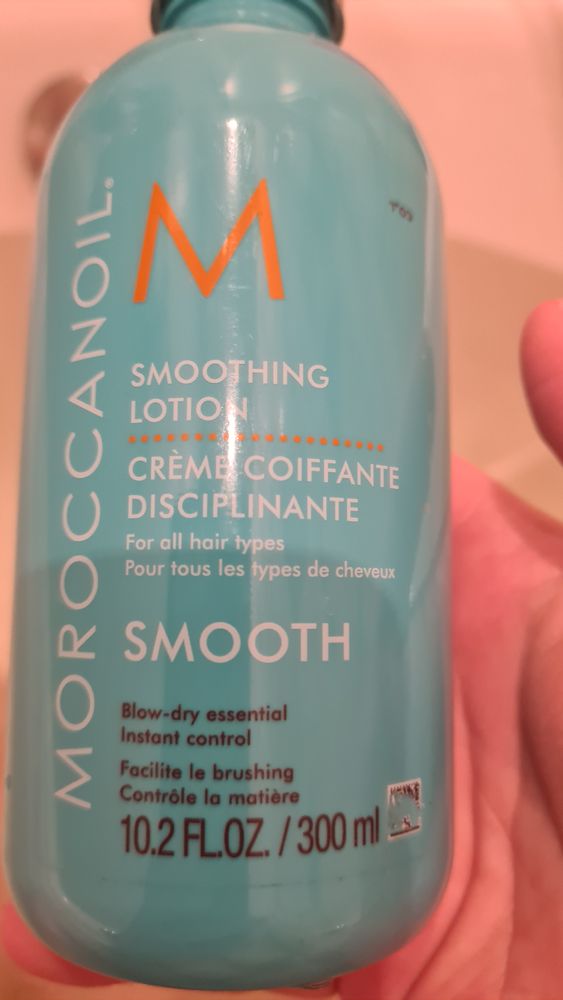 MOROCCANOIL®
M
SMOOTHING
LOTION
CRÈME COIFFANTE
DISCIPLINANTE
For all hair types
Pour tous les types de cheveux
SMOOTH
Blow-dry essential
Instant control
Facilite le brushing
Contrôle la matière
10.2 FL.OZ. / 300 ml